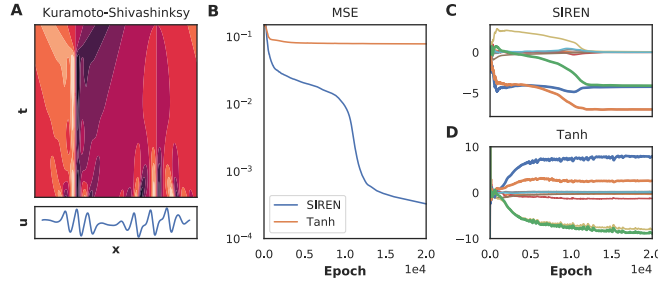 A
Kuramoto-Shivashinksy
t
u
x
B
MSE
10⁻¹
10⁻²
10⁻³
10⁻⁴
SIREN
Tanh
0.0 0.5 1.0 1.5 2.0
Epoch 1e4
C
SIREN
0
−5
D
Tanh
10
0
−10
0.0 0.5 1.0 1.5 2.0
Epoch 1e4